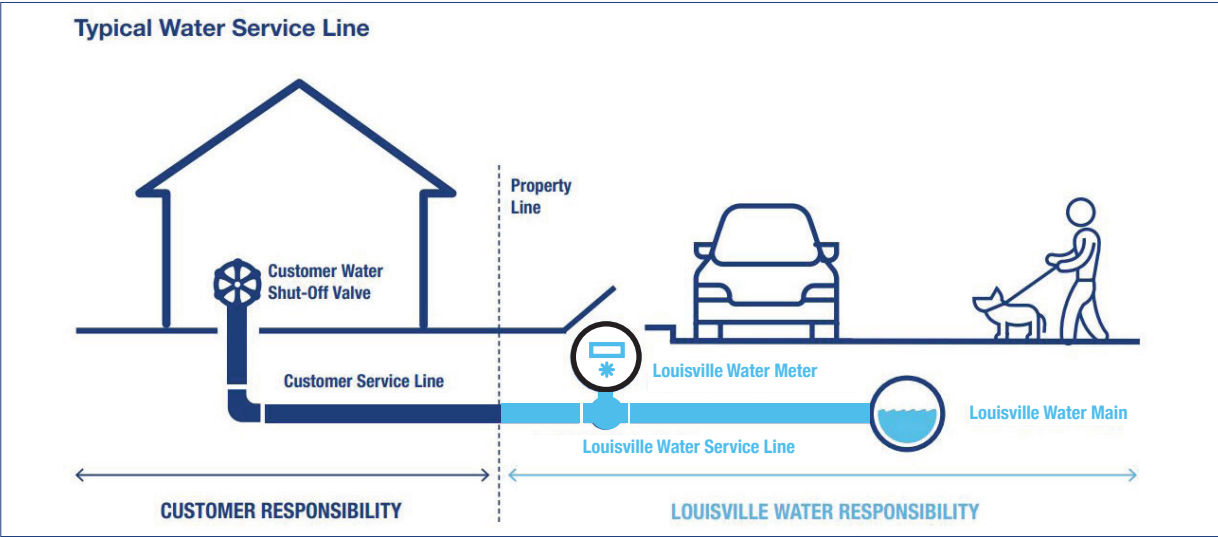 Typical Water Service Line
Property
Line
Customer Water
Shut-Off Valve
Customer Service Line
Louisville Water Meter
Louisville Water Main
Louisville Water Service Line
CUSTOMER RESPONSIBILITY
LOUISVILLE WATER RESPONSIBILITY